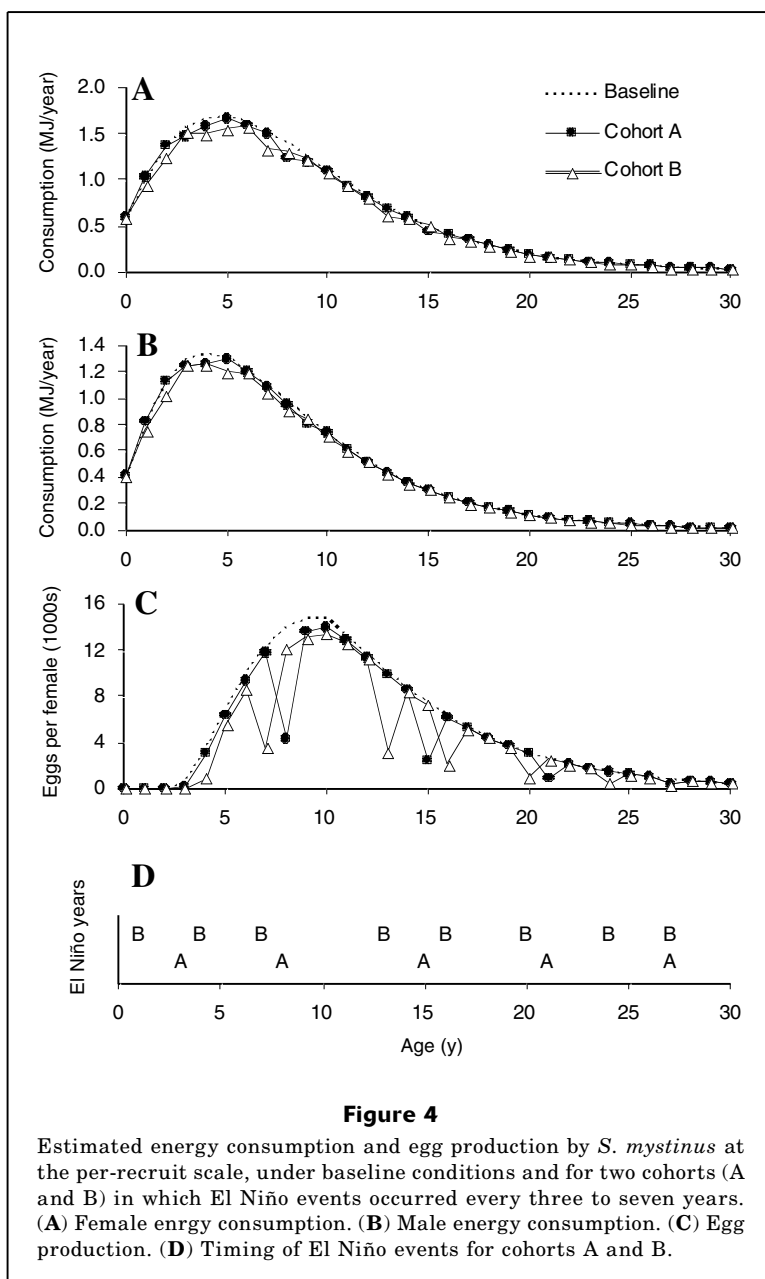 A
Consumption (MJ/year)
2.0
1.5
1.0
0.5
0.0
0 5 10 15 20 25 30
Baseline
Cohort A
Cohort B
B
Consumption (MJ/year)
1.4
1.2
1.0
0.8
0.6
0.4
0.2
0.0
0 5 10 15 20 25 30
C
Eggs per female (1000s)
16
12
8
4
0
0 5 10 15 20 25 30
D
El Niño years
B B B B B B B B
A A A A A
0 5 10 15 20 25 30
Age (y)
Figure 4
Estimated energy consumption and egg production by S. mystinus at
the per-recruit scale, under baseline conditions and for two cohorts (A
and B) in which El Niño events occurred every three to seven years.
(A) Female enrgy consumption. (B) Male energy consumption. (C) Egg
production. (D) Timing of El Niño events for cohorts A and B.